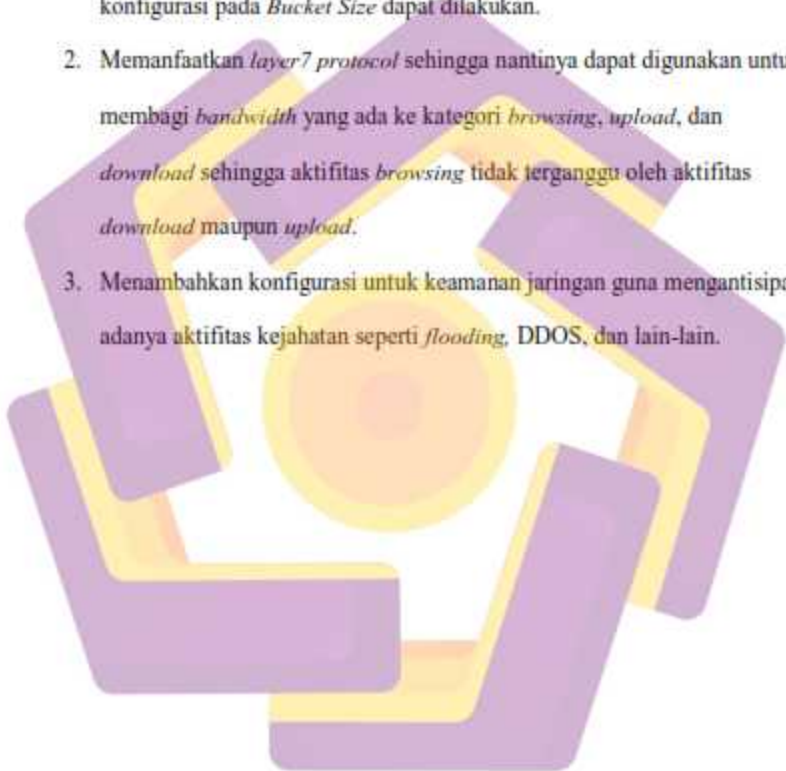 konfigurasi pada Bucket Size dapat dilakukan.
2. Memanfaatkan layer7 protocol sehingga nantinya dapat digunakan untu
membagi bandwidth yang ada ke kategori browsing, upload, dan
download sehingga aktifitas browsing tidak terganggu oleh aktifitas
download maupun upload.
3. Menambahkan konfigurasi untuk keamanan jaringan guna mengantisipa
adanya aktifitas kejahatan seperti flooding, DDOS, dan lain-lain.